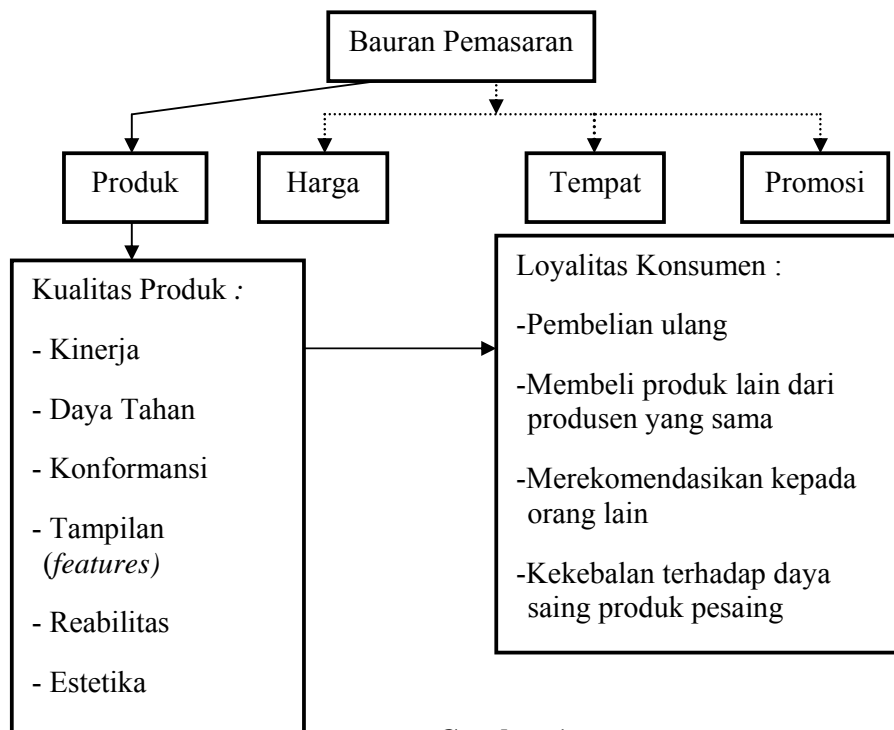 Bauran Pemasaran
Produk
Harga
Tempat
Promosi
Kualitas Produk :
- Kinerja
- Daya Tahan
- Konformansi
- Tampilan
(features)
- Reabilitas
- Estetika
Loyalitas Konsumen :
-Pembelian ulang
-Membeli produk lain dari
produsen yang sama
-Merekomendasikan kepada
orang lain
-Kekebalan terhadap daya
saing produk pesaing